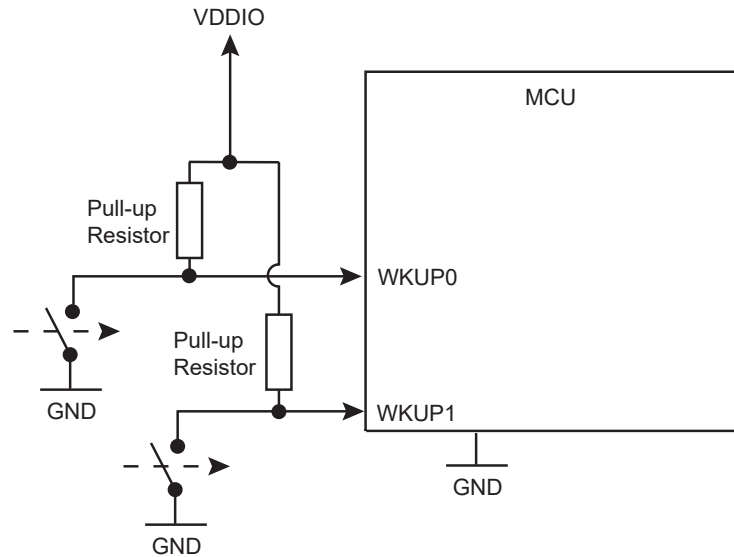 VDDIO
MCU
Pull-up
Resistor
WKUP0
Pull-up
Resistor
GND
WKUP1
GND
GND